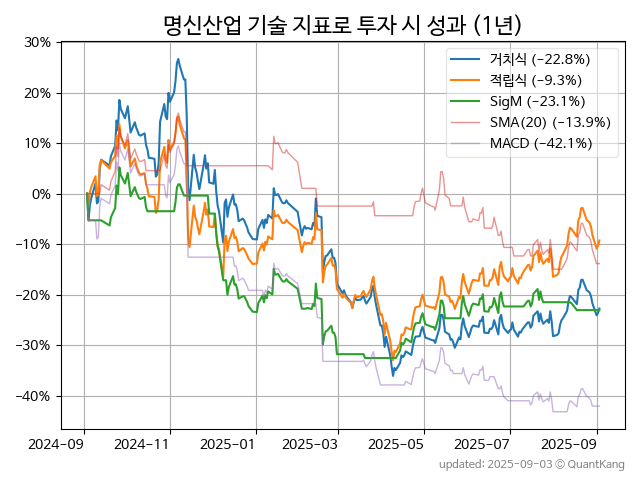 명신산업 기술 지표로 투자 시 성과 (1년)
거치식 (-22.8%)
적립식 (-9.3%)
SigM (-23.1%)
SMA(20) (-13.9%)
MACD (-42.1%)
30%
20%
10%
0%
-10%
-20%
-30%
-40%
2024-09 2024-11 2025-01 2025-03 2025-05 2025-07 2025-09
updated: 2025-09-03 © QuantKang